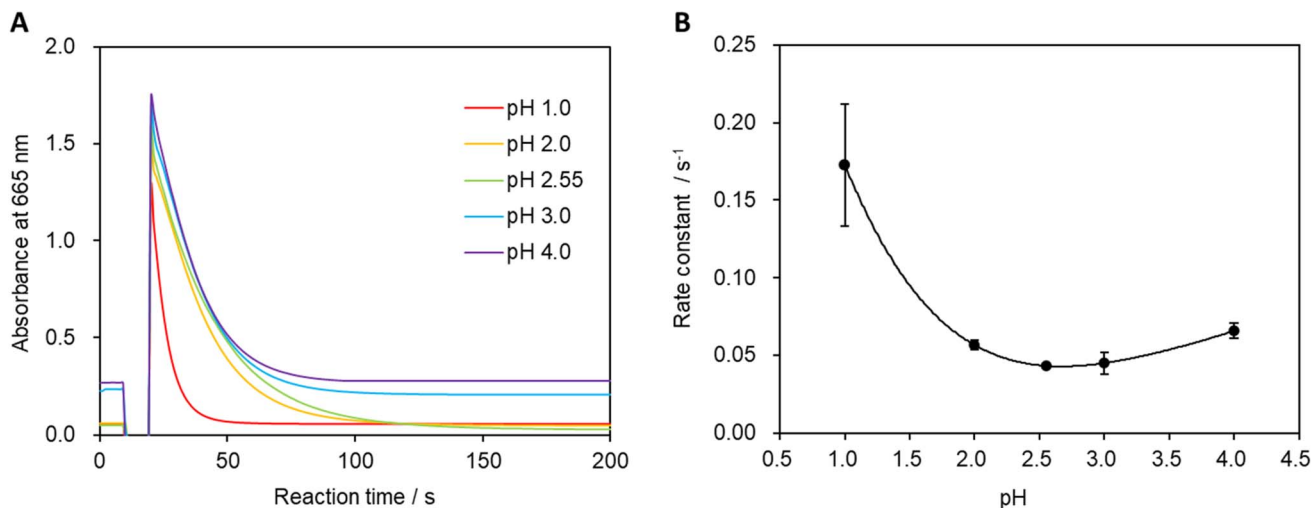 A
Absorbance at 665 nm
2.0
1.5
1.0
0.5
0.0
pH 1.0
pH 2.0
pH 2.55
pH 3.0
pH 4.0
0 50 100 150 200
Reaction time / s
B
Rate constant / s⁻¹
0.25
0.20
0.15
0.10
0.05
0.00
0.5 1.0 1.5 2.0 2.5 3.0 3.5 4.0 4.5
pH